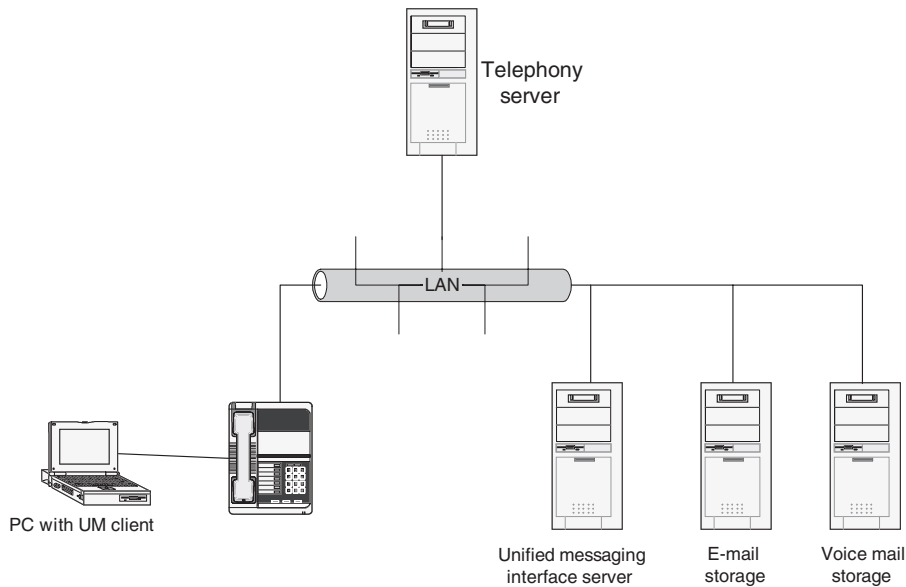 Telephony
server
LAN
PC with UM client
Unified messaging
interface server
E-mail
storage
Voice mail
storage